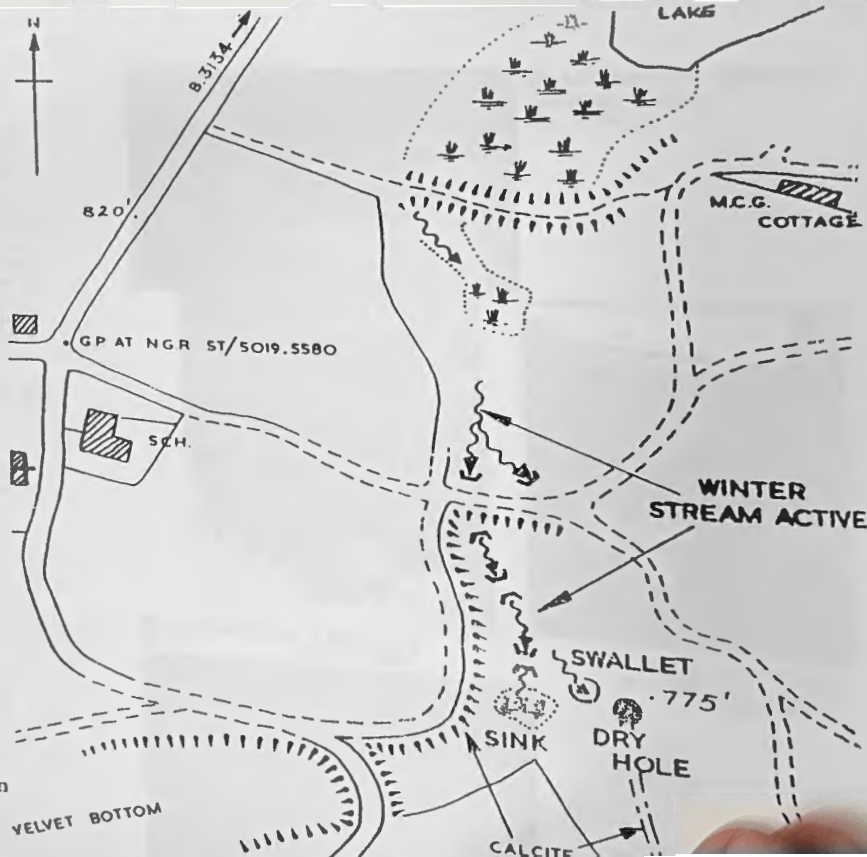 LAKE
N
B.3134
M.C.G.
COTTAGE
820'
GP AT N.G.R ST/5019.5580
SCH.
WINTER
STREAM ACTIVE
SWALLET
.775'
SINK
DRY
HOLE
VELVET BOTTOM
CALCITE